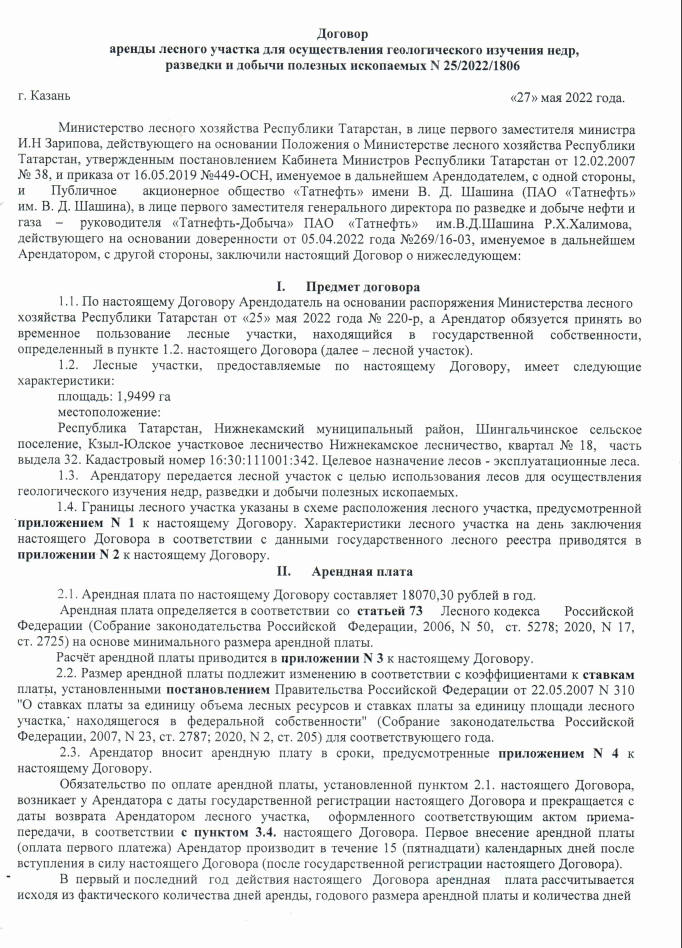 Договор
аренды лесного участка для осуществления геологического изучения недр,
разведки и добычи полезных ископаемых N 25/2022/1806
г. Казань «27» мая 2022 года.
Министерство лесного хозяйства Республики Татарстан, в лице первого заместителя министра
И.Н Зарипова, действующего на основании Положения о Министерстве лесного хозяйства Республики
Татарстан, утвержденным постановлением Кабинета Министров Республики Татарстан от 12.02.2007
№ 38, и приказа от 16.05.2019 №449-ОСН, именуемое в дальнейшем Арендодателем, с одной стороны,
и Публичное акционерное общество «Татнефть» имени В. Д. Шашина (ПАО «Татнефть»
им. В. Д. Шашина), в лице первого заместителя генерального директора по разведке и добыче нефти и
газа – руководителя «Татнефть-Добыча» ПАО «Татнефть» им.В.Д.Шашина Р.Х.Халимова,
действующего на основании доверенности от 05.04.2022 года №269/16-03, именуемое в дальнейшем
Арендатором, с другой стороны, заключили настоящий Договор о нижеследующем:
I. Предмет договора
1.1. По настоящему Договору Арендодатель на основании распоряжения Министерства лесного
хозяйства Республики Татарстан от «25» мая 2022 года № 220-р, а Арендатор обязуется принять во
временное пользование лесные участки, находящийся в государственной собственности,
определенный в пункте 1.2. настоящего Договора (далее – лесной участок).
1.2. Лесные участки, предоставляемые по настоящему Договору, имеет следующие
характеристики:
площадь: 1,9499 га
местоположение:
Республика Татарстан, Нижнекамский муниципальный район, Шингальчинское сельское
поселение, Кзыл-Юлское участковое лесничество Нижнекамское лесничество, квартал № 18, часть
выдела 32. Кадастровый номер 16:30:111001:342. Целевое назначение лесов - эксплуатационные леса.
1.3. Арендатору передается лесной участок с целью использования лесов для осуществления
геологического изучения недр, разведки и добычи полезных ископаемых.
1.4. Границы лесного участка указаны в схеме расположения лесного участка, предусмотренной
приложением N 1 к настоящему Договору. Характеристики лесного участка на день заключения
настоящего Договора в соответствии с данными государственного лесного реестра приводятся в
приложении N 2 к настоящему Договору.
II. Арендная плата
2.1. Арендная плата по настоящему Договору составляет 18070,30 рублей в год.
Арендная плата определяется в соответствии со статьей 73 Лесного кодекса Российской
Федерации (Собрание законодательства Российской Федерации, 2006, N 50, ст. 5278; 2020, N 17,
ст. 2725) на основе минимального размера арендной платы.
Расчёт арендной платы приводится в приложении N 3 к настоящему Договору.
2.2. Размер арендной платы подлежит изменению в соответствии с коэффициентами к ставкам
платы, установленными постановлением Правительства Российской Федерации от 22.05.2007 N 310
"О ставках платы за единицу объема лесных ресурсов и ставках платы за единицу площади лесного
участка, находящегося в федеральной собственности" (Собрание законодательства Российской
Федерации, 2007, N 23, ст. 2787; 2020, N 2, ст. 205) для соответствующего года.
2.3. Арендатор вносит арендную плату в сроки, предусмотренные приложением N 4 к
настоящему Договору.
Обязательство по оплате арендной платы, установленной пунктом 2.1. настоящего Договора,
возникает у Арендатора с даты государственной регистрации настоящего Договора и прекращается с
даты возврата Арендатором лесного участка, оформленного соответствующим актом приема-
передачи, в соответствии с пунктом 3.4. настоящего Договора. Первое внесение арендной платы
(оплата первого платежа) Арендатор производит в течение 15 (пятнадцати) календарных дней после
вступления в силу настоящего Договора (после государственной регистрации настоящего Договора).
В первый и последний год действия настоящего Договора арендная плата рассчитывается
исходя из фактического количества дней аренды, годового размера арендной платы и количества дней